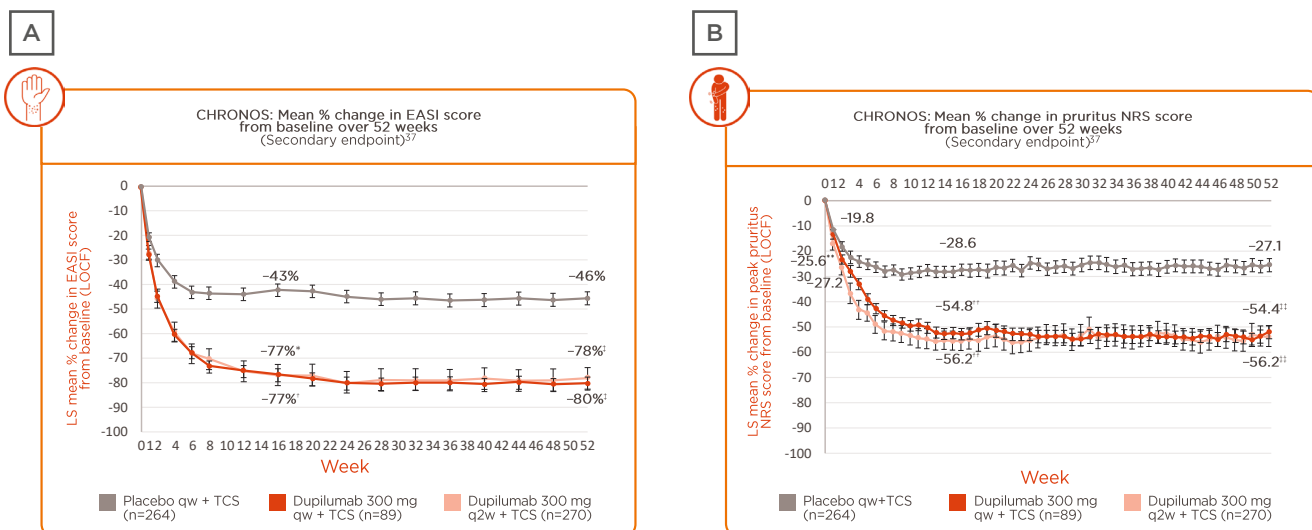 A
CHRONOS: Mean % change in EASI score
from baseline over 52 weeks
(Secondary endpoint)37
LS mean % change in EASI score
from baseline (LOCF)
0
-10
-20
-30
-40
-50
-60
-70
-80
-90
-100
-43%
-46%
-77%*
-78%‡
-77%†
-80%‡
0 1 2 4 6 8 10 12 14 16 18 20 22 24 26 28 30 32 34 36 38 40 42 44 46 48 50 52
Week
Placebo qw + TCS
(n=264)
Dupilumab 300 mg
qw + TCS (n=89)
Dupilumab 300 mg
q2w + TCS (n=270)
B
CHRONOS: Mean % change in pruritus NRS score
from baseline over 52 weeks
(Secondary endpoint)37
0 1 2 4 6 8 10 12 14 16 18 20 22 24 26 28 30 32 34 36 38 40 42 44 46 48 50 52
LS mean % change in peak pruritus
NRS score from baseline (LOCF)
0
-10
-20
-30
-40
-50
-60
-70
-80
-90
-100
-19.8
-28.6
-27.1
-25.6**
-27.2
-54.8††
-54.4‡‡
-56.2††
-56.2‡‡
Week
Placebo qw+TCS
(n=264)
Dupilumab 300 mg
qw + TCS (n=89)
Dupilumab 300 mg
q2w + TCS (n=270)